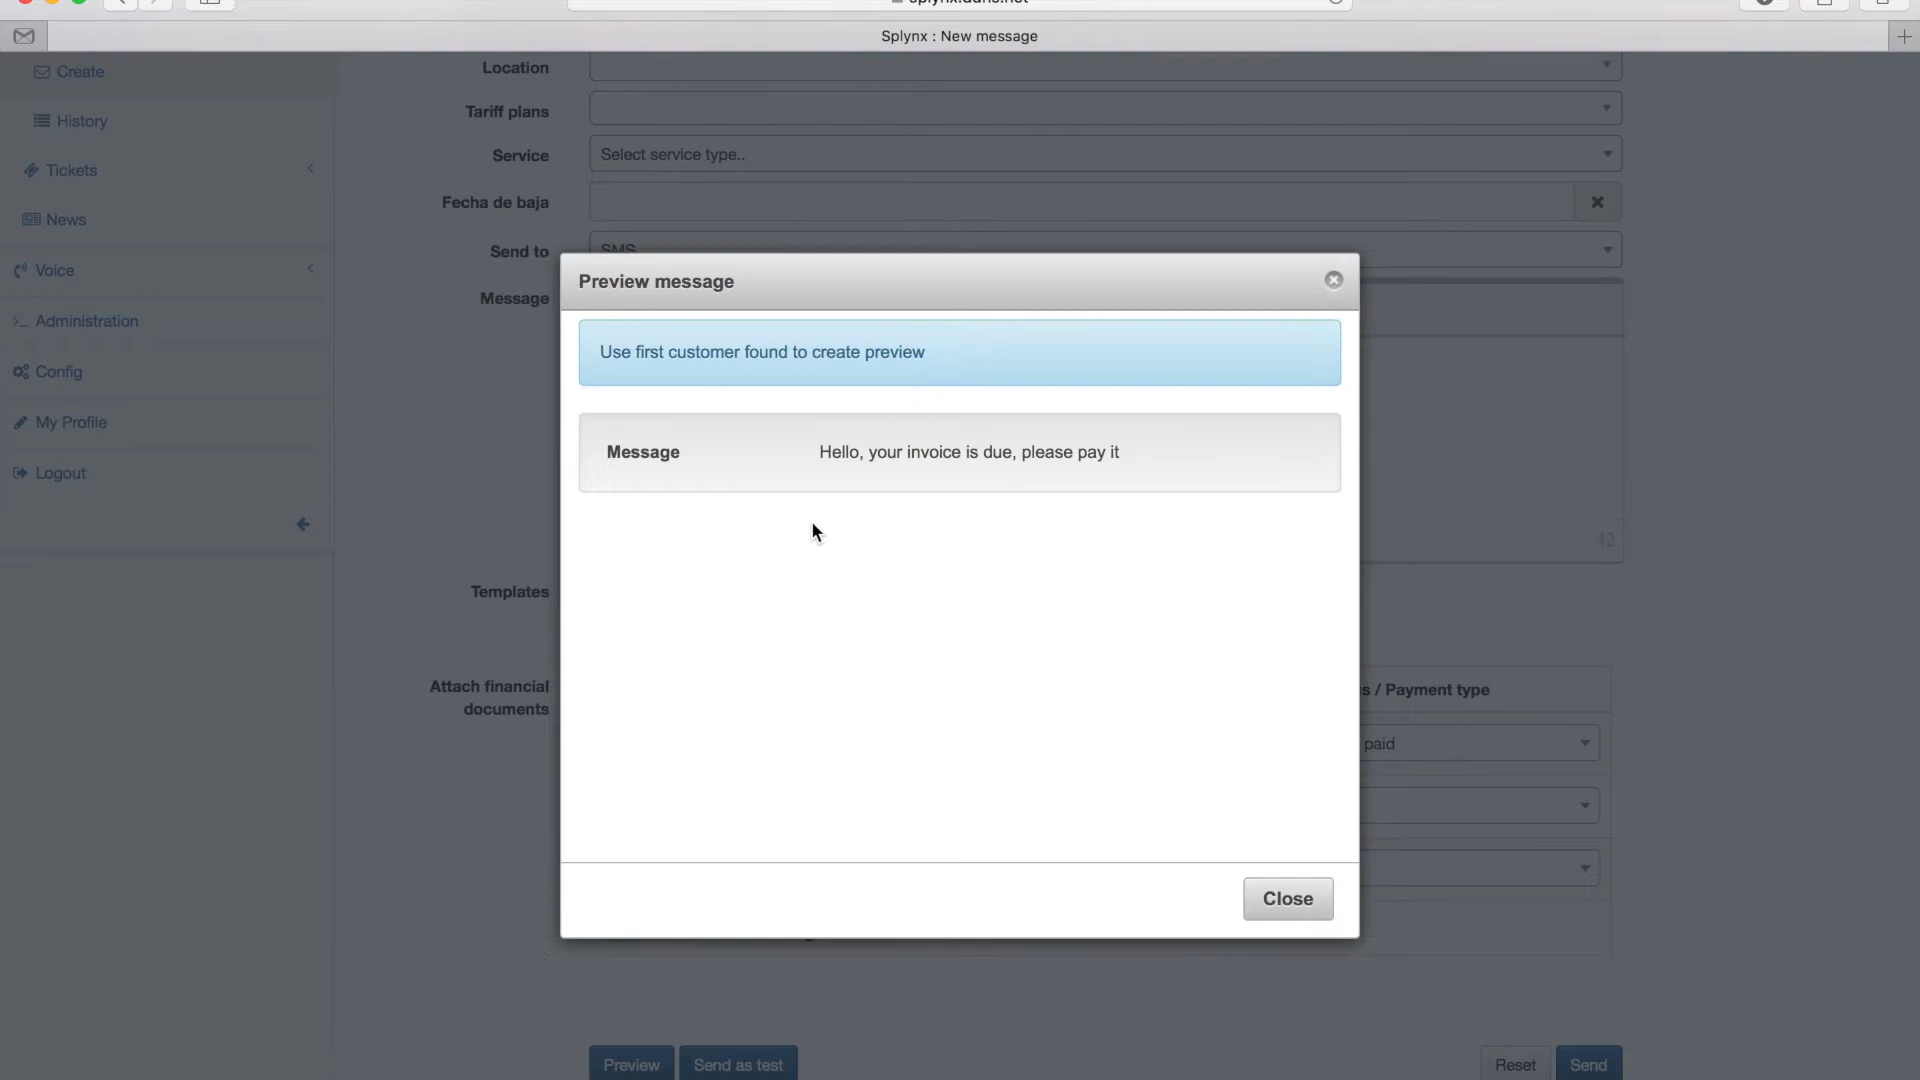 Splynx : New message
Create
History
Tickets
News
Voice
Administration
Config
My Profile
Logout
Location
Tariff plans
Service
Select service type..
Fecha de baja
Send to
SMS
Message
42
Templates
Attach financial
documents
/ Payment type
paid
Preview message
Use first customer found to create preview
Message
Hello, your invoice is due, please pay it
Close
Preview
Send as test
Reset
Send